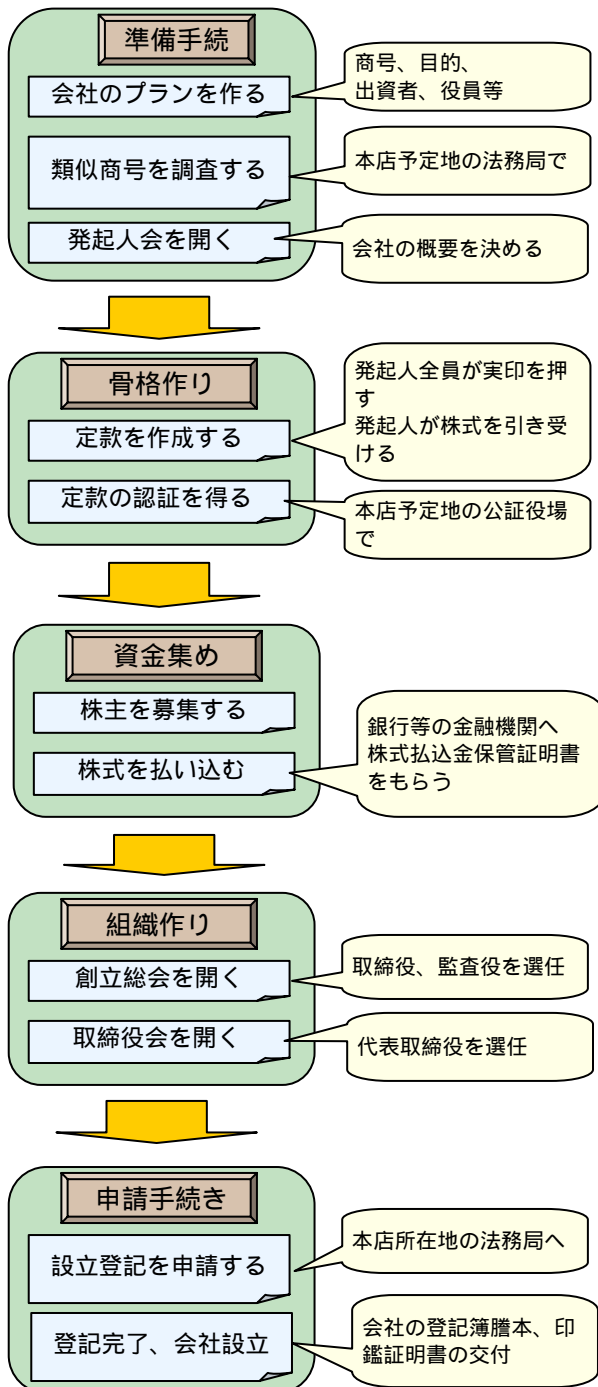 準備手続
会社のプランを作る
商号、目的、
出資者、役員等
類似商号を調査する
本店予定地の法務局で
発起人会を開く
会社の概要を決める
骨格作り
定款を作成する
発起人全員が実印を押
す
発起人が株式を引き受
ける
定款の認証を得る
本店予定地の公証役場
で
資金集め
株主を募集する
株式を払い込む
銀行等の金融機関へ
株式払込金保管証明書
をもらう
組織作り
創立総会を開く
取締役、監査役を選任
取締役会を開く
代表取締役を選任
申請手続き
設立登記を申請する
本店所在地の法務局へ
登記完了、会社設立
会社の登記簿謄本、印
鑑証明書の交付